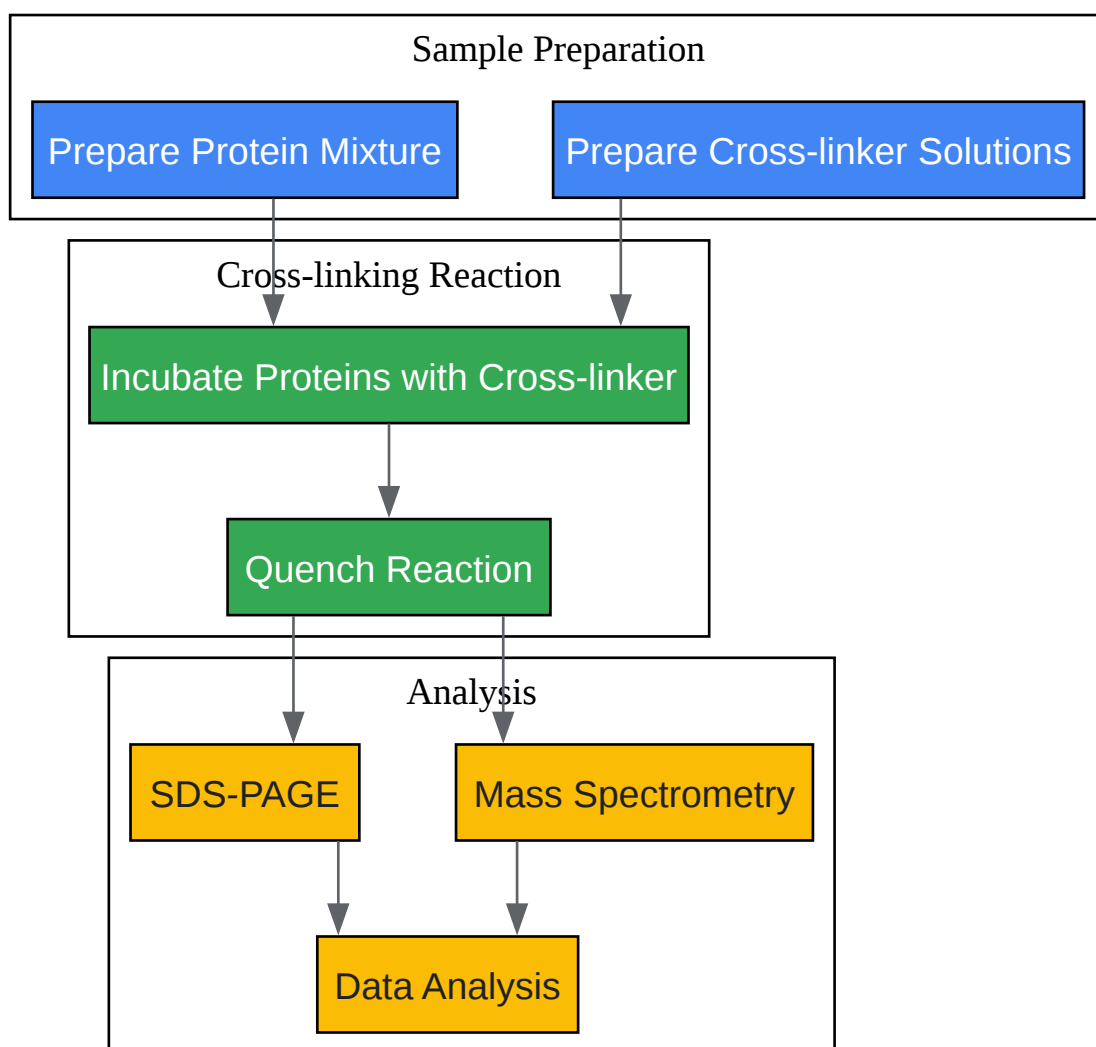 Sample Preparation
Prepare Protein Mixture
Prepare Cross-linker Solutions
Cross-linking Reaction
Incubate Proteins with Cross-linker
Quench Reaction
Analysis
SDS-PAGE
Mass Spectrometry
Data Analysis